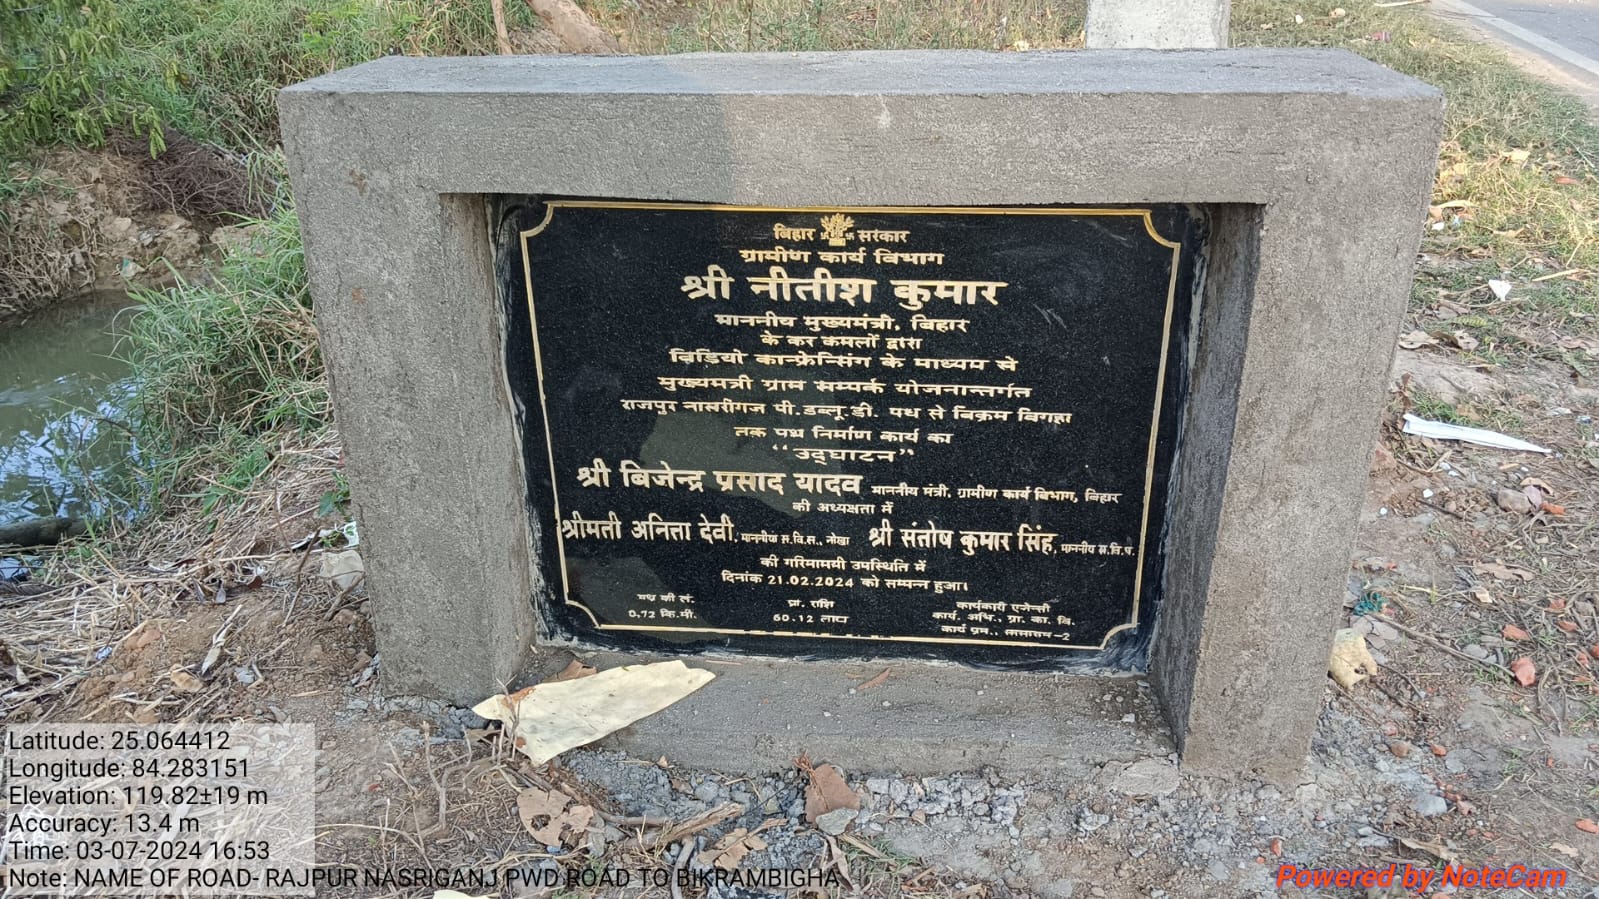 बिहार सरकार
ग्रामीण कार्य विभाग
श्री नीतीश कुमार
माननीय मुख्यमंत्री, बिहार
के कर कमलों द्वारा
विडियो कान्फ्रेन्सिंग के माध्यम से
मुख्यमंत्री ग्राम सम्पर्क योजनान्तर्गत
राजपुर नासरीगंज पी.डब्लू.डी. पथ से विक्रम विगहा
तक पथ निर्माण कार्य का
“उद्घाटन”
श्री बिजेन्द्र प्रसाद यादव माननीय मंत्री, ग्रामीण कार्य विभाग, बिहार
की अध्यक्षता में
श्रीमती अनिता देवी, माननीया स.वि.स., नोखा श्री संतोष कुमार सिंह, माननीय स.वि.प.
की गरिमामयी उपस्थिति में
दिनांक 21.02.2024 को सम्पन्न हुआ।
पथ की लं. प्रा. राशि कार्यकारी एजेन्सी
0.72 कि.मी. 60.12 लाख कार्य. अभि., ग्रा. का. वि.
कार्य प्रम., सासाराम-2
Latitude: 25.064412
Longitude: 84.283151
Elevation: 119.82±19 m
Accuracy: 13.4 m
Time: 03-07-2024 16:53
Note: NAME OF ROAD- RAJPUR NASRIGANJ PWD ROAD TO BIKRAMBIGHA
Powered by NoteCam